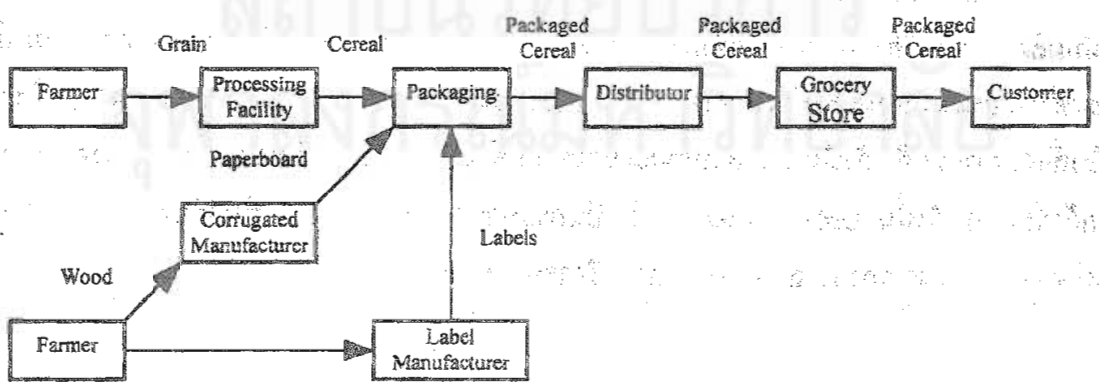 Grain
Cereal
Packaged
Cereal
Packaged
Cereal
Packaged
Cereal
Farmer
Processing
Facility
Packaging
Distributor
Grocery
Store
Customer
Paperboard
Corrugated
Manufacturer
Labels
Wood
Farmer
Label
Manufacturer